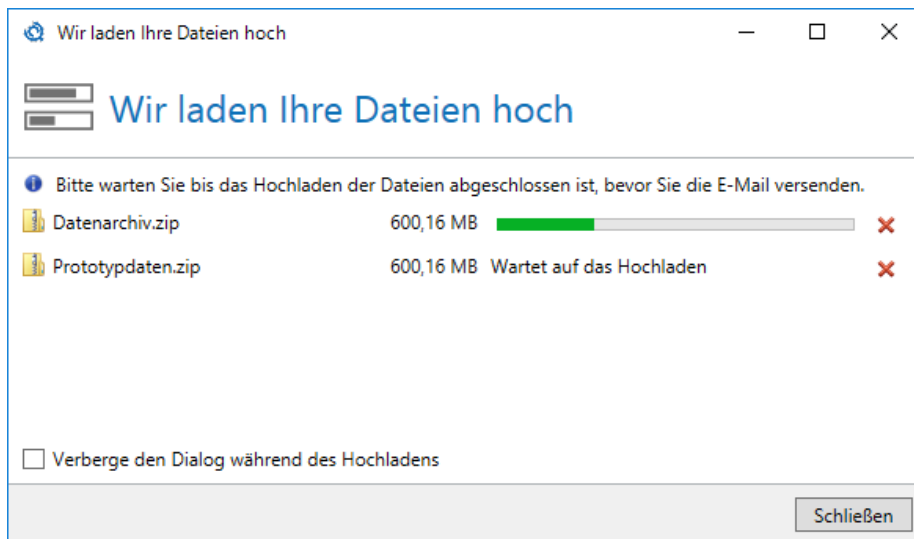 Wir laden Ihre Dateien hoch
Wir laden Ihre Dateien hoch
Bitte warten Sie bis das Hochladen der Dateien abgeschlossen ist, bevor Sie die E-Mail versenden.
Datenarchiv.zip 600,16 MB
Prototypdaten.zip 600,16 MB Wartet auf das Hochladen
Verberge den Dialog während des Hochladens
Schließen